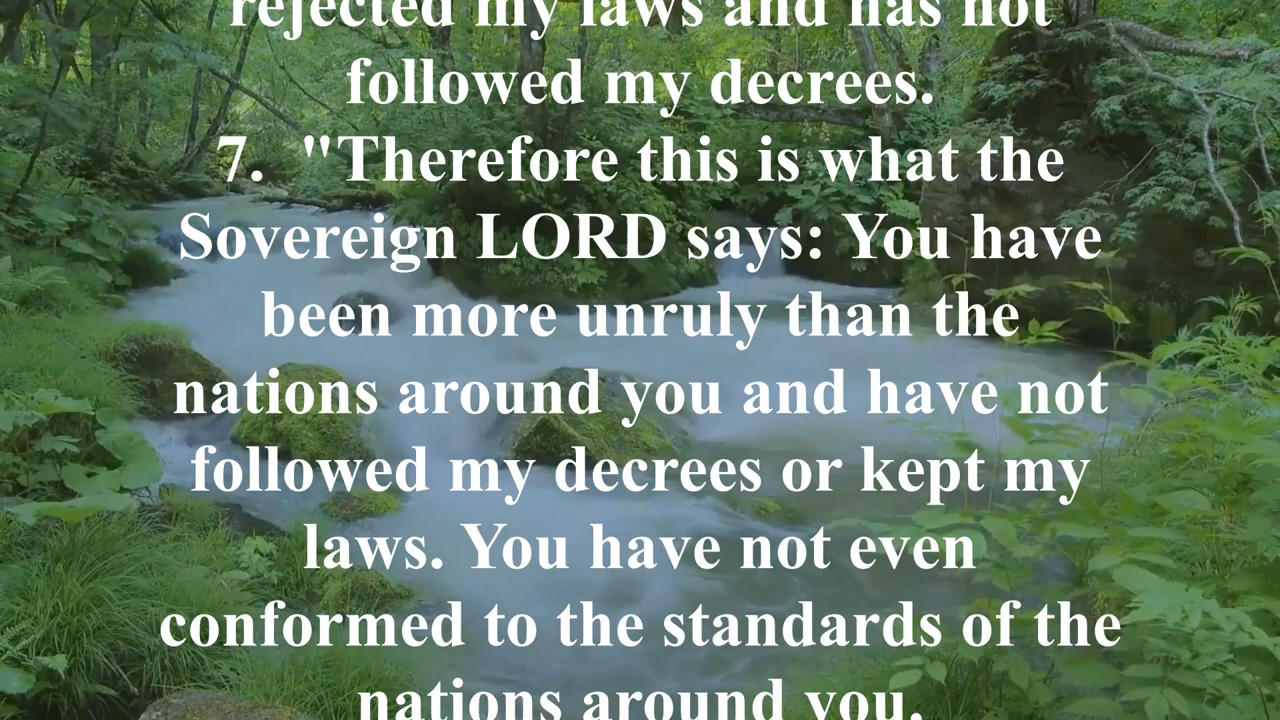 rejected my laws and has not
followed my decrees.
7. "Therefore this is what the
Sovereign LORD says: You have
been more unruly than the
nations around you and have not
followed my decrees or kept my
laws. You have not even
conformed to the standards of the
nations around you.